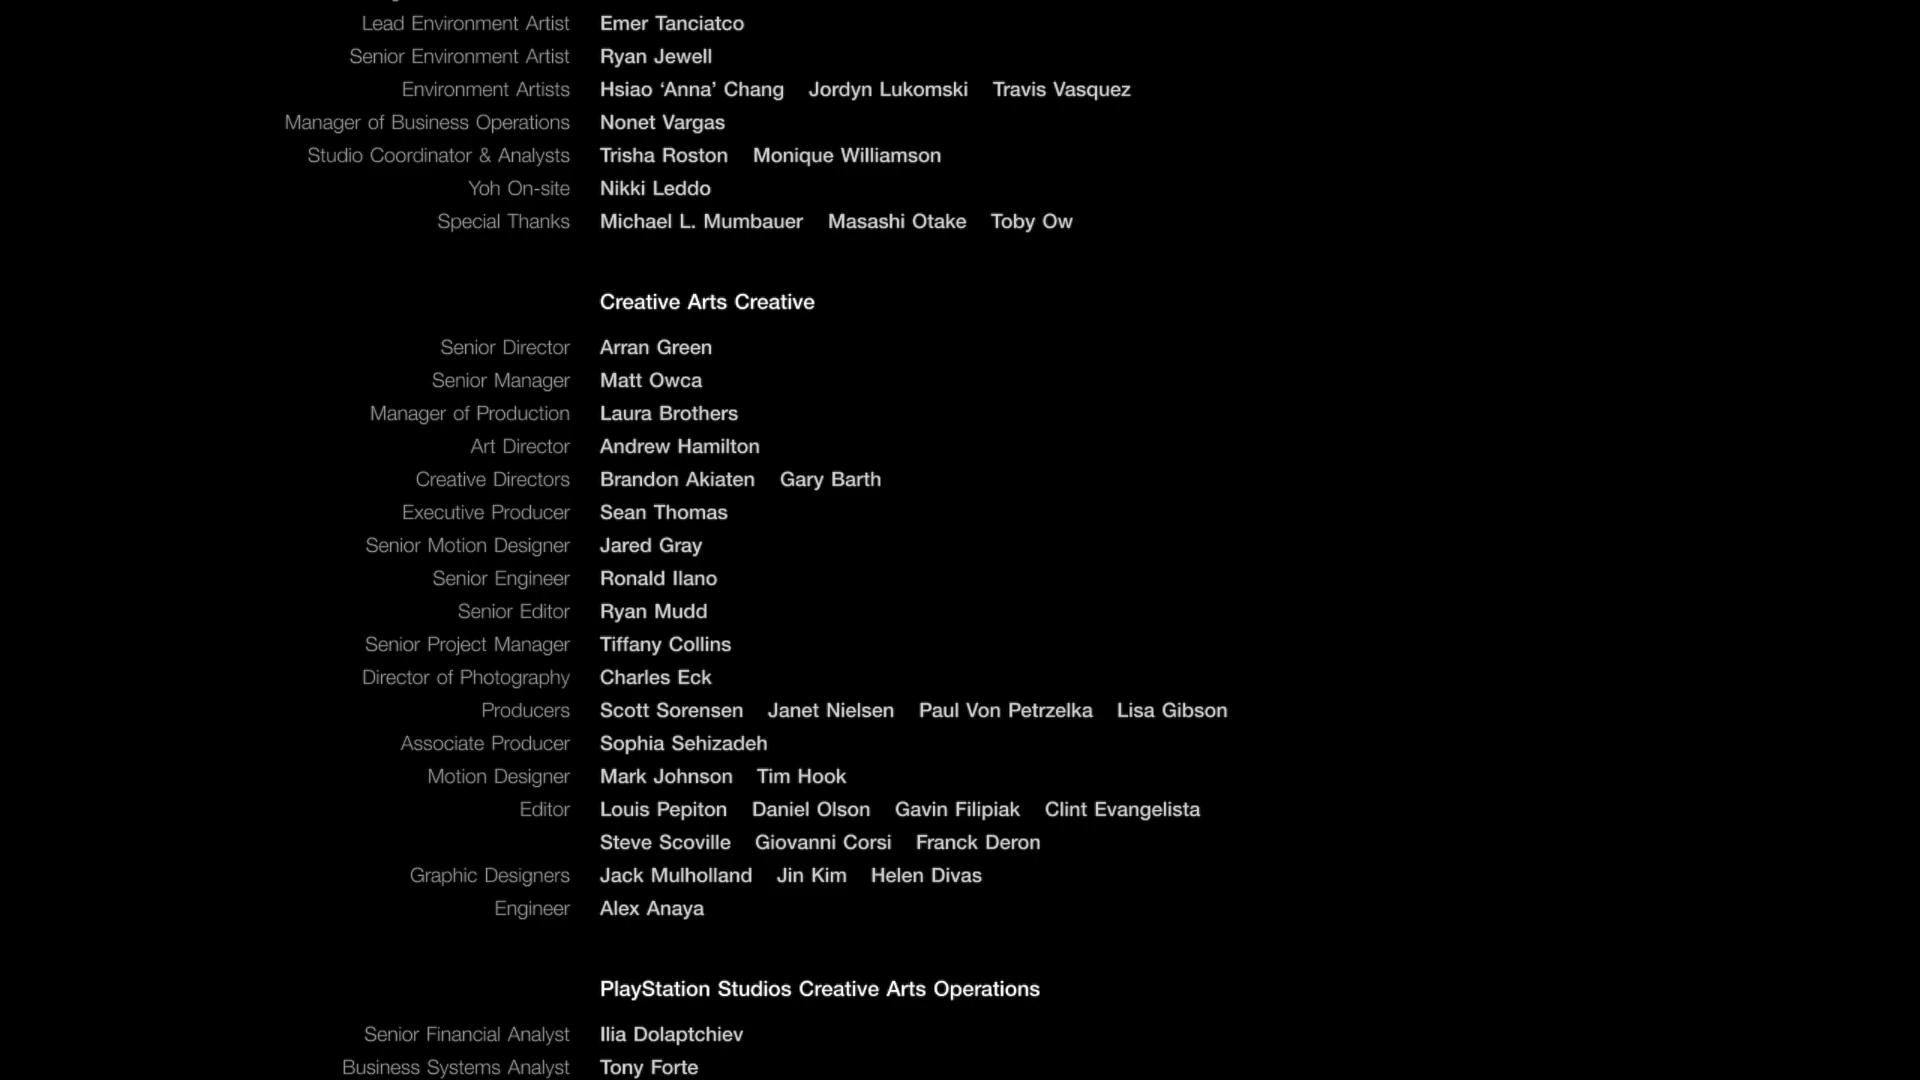 Lead Environment Artist Emer Tanciatco
Senior Environment Artist Ryan Jewell
Environment Artists Hsiao ‘Anna’ Chang Jordyn Lukomski Travis Vasquez
Manager of Business Operations Nonet Vargas
Studio Coordinator & Analysts Trisha Roston Monique Williamson
Yoh On-site Nikki Leddo
Special Thanks Michael L. Mumbauer Masashi Otake Toby Ow
Creative Arts Creative
Senior Director Arran Green
Senior Manager Matt Owca
Manager of Production Laura Brothers
Art Director Andrew Hamilton
Creative Directors Brandon Akiaten Gary Barth
Executive Producer Sean Thomas
Senior Motion Designer Jared Gray
Senior Engineer Ronald Ilano
Senior Editor Ryan Mudd
Senior Project Manager Tiffany Collins
Director of Photography Charles Eck
Producers Scott Sorensen Janet Nielsen Paul Von Petrzelka Lisa Gibson
Associate Producer Sophia Sehizadeh
Motion Designer Mark Johnson Tim Hook
Editor Louis Pepiton Daniel Olson Gavin Filipiak Clint Evangelista
Steve Scoville Giovanni Corsi Franck Deron
Graphic Designers Jack Mulholland Jin Kim Helen Divas
Engineer Alex Anaya
PlayStation Studios Creative Arts Operations
Senior Financial Analyst Ilia Dolaptchiev
Business Systems Analyst Tony Forte